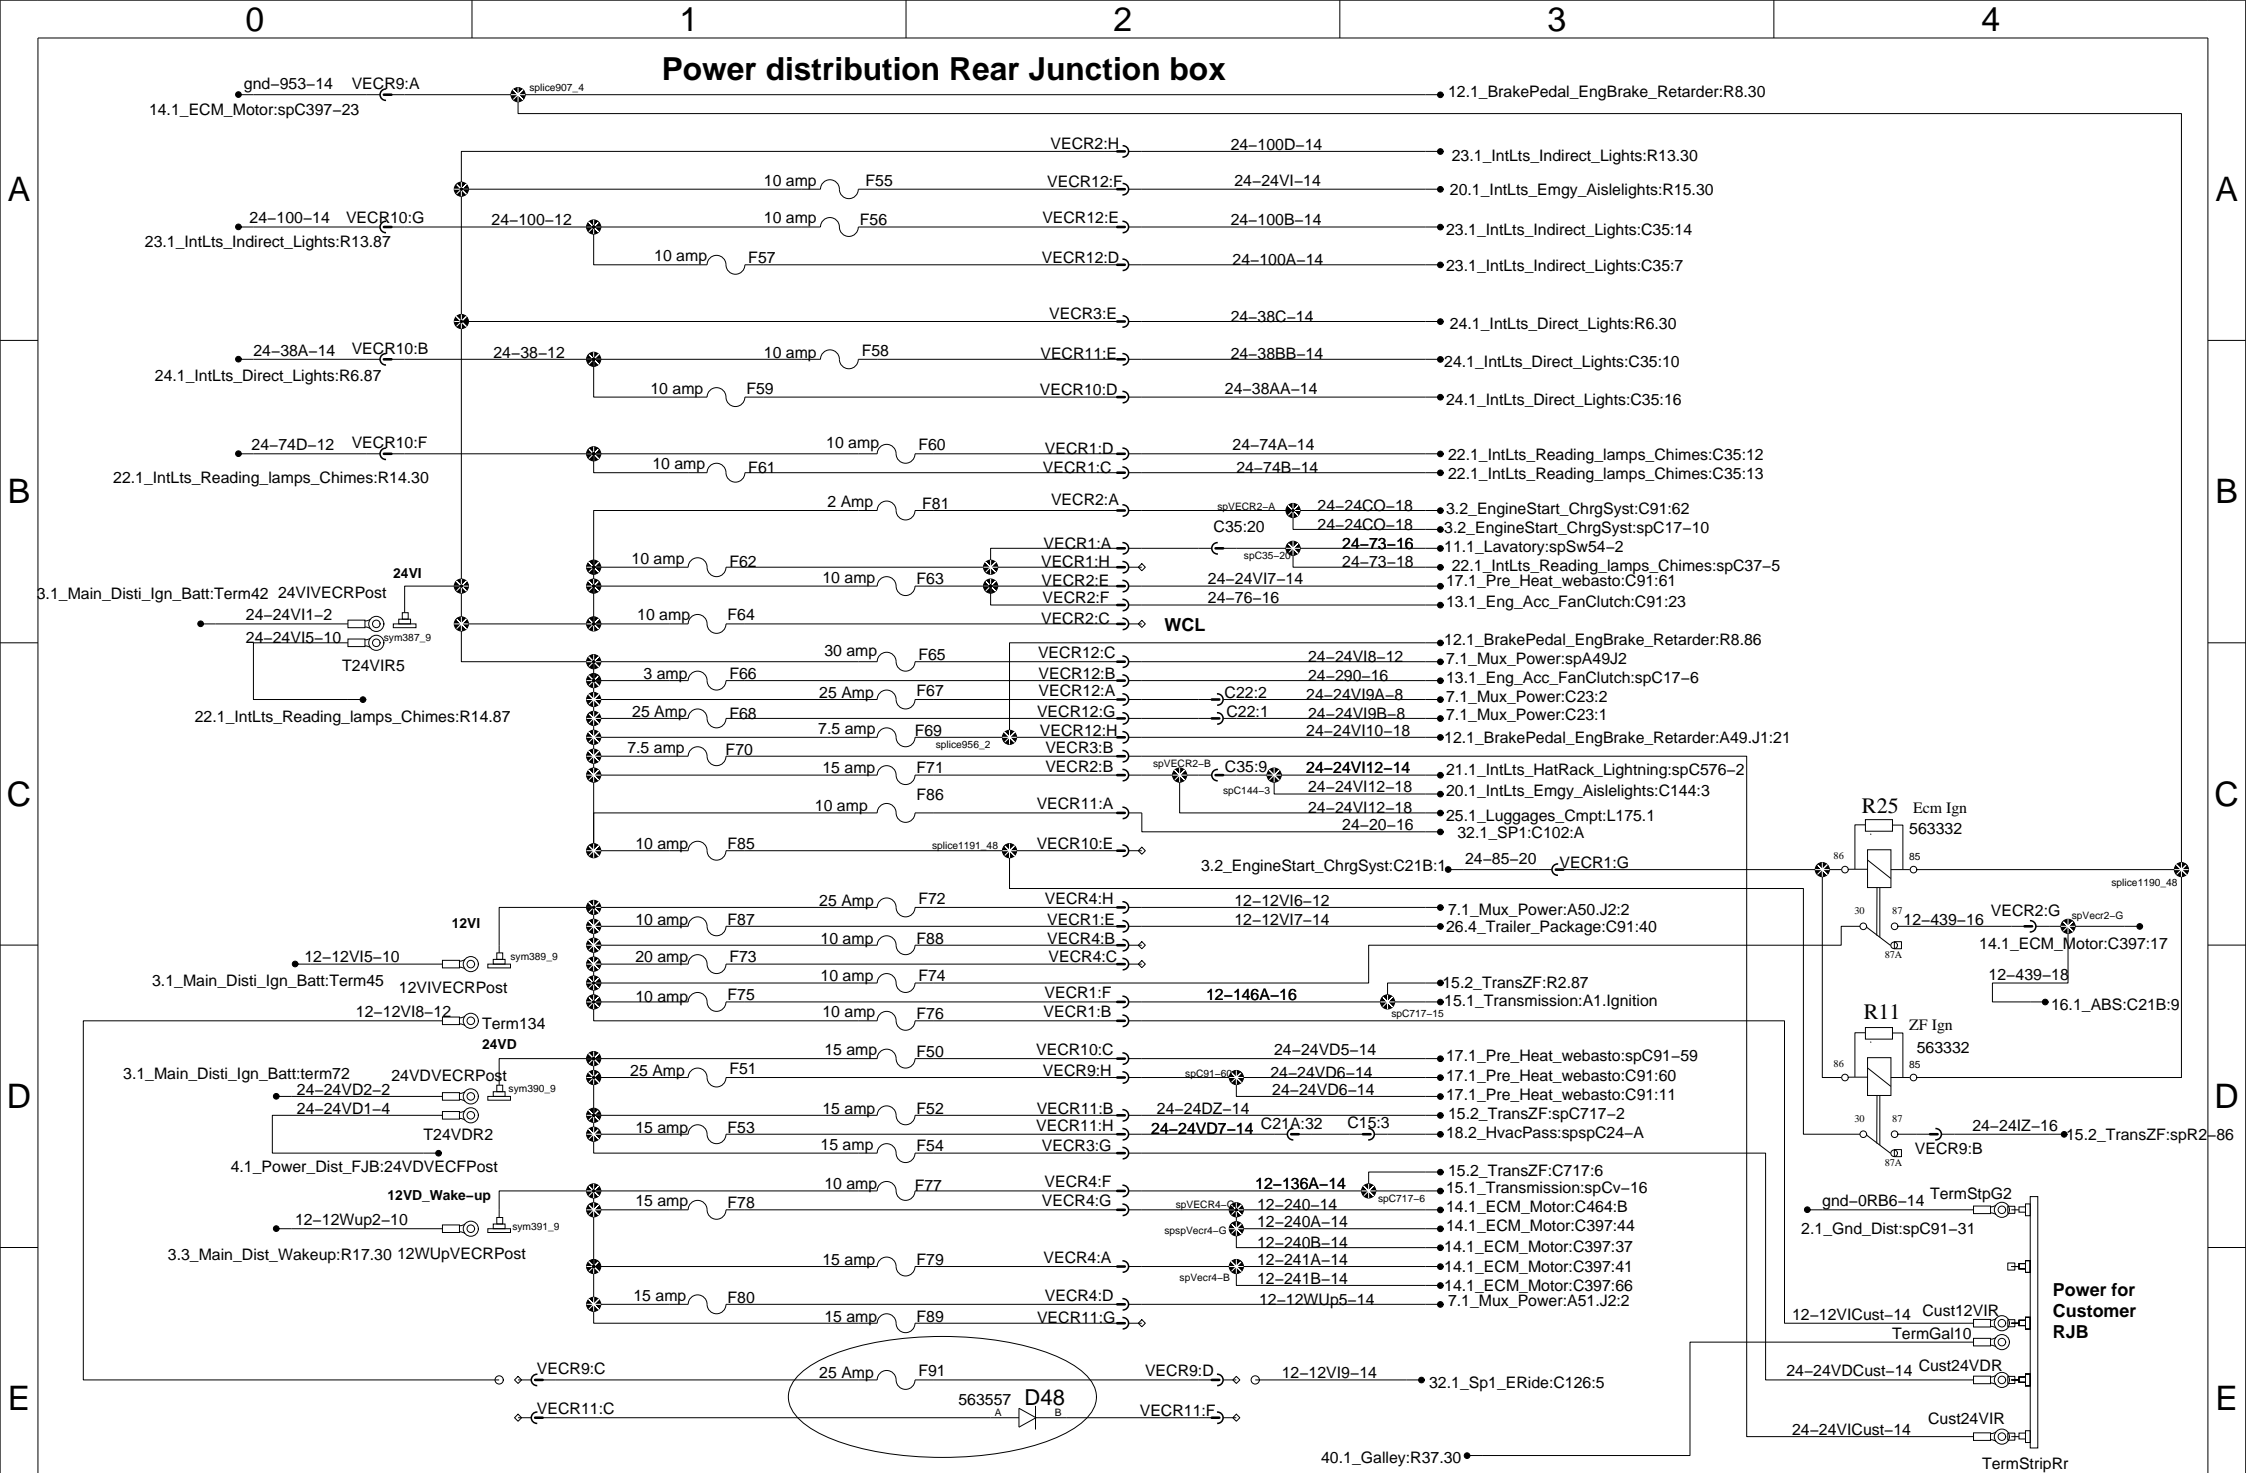 0 1 2 3 4
Power distribution Rear Junction box
gnd-953-14 VECR9:A splice907_4 12.1_BrakePedal_EngBrake_Retarder:R8.30
14.1_ECM_Motor:spC397-23
VECR2:H 24-100D-14 23.1_IntLts_Indirect_Lights:R13.30
A 10 amp F55 VECR12:F 24-24VI-14 20.1_IntLts_Emgy_Aislelights:R15.30 A
24-100-14 VECR10:G 24-100-12 10 amp F56 VECR12:E 24-100B-14 23.1_IntLts_Indirect_Lights:C35:14
23.1_IntLts_Indirect_Lights:R13.87
10 amp F57 VECR12:D 24-100A-14 23.1_IntLts_Indirect_Lights:C35:7
VECR3:E 24-38C-14 24.1_IntLts_Direct_Lights:R6.30
24-38A-14 VECR10:B 24-38-12 10 amp F58 VECR11:E 24-38BB-14 24.1_IntLts_Direct_Lights:C35:10
24.1_IntLts_Direct_Lights:R6.87
10 amp F59 VECR10:D 24-38AA-14 24.1_IntLts_Direct_Lights:C35:16
24-74D-12 VECR10:F 10 amp F60 VECR1:D 24-74A-14 22.1_IntLts_Reading_lamps_Chimes:C35:12
22.1_IntLts_Reading_lamps_Chimes:R14.30 10 amp F61 VECR1:C 24-74B-14 22.1_IntLts_Reading_lamps_Chimes:C35:13
B B
2 Amp F81 VECR2:A spVECR2-A 24-24CO-18 3.2_EngineStart_ChrgSyst:C91:62
C35:20 24-24CO-18 3.2_EngineStart_ChrgSyst:spC17-10
VECR1:A spC35-20 24-73-16 11.1_Lavatory:spSw54-2
10 amp F62 VECR1:H 24-73-18 22.1_IntLts_Reading_lamps_Chimes:spC37-5
24VI 10 amp F63 VECR2:E 24-24VI7-14 17.1_Pre_Heat_webasto:C91:61
3.1_Main_Disti_Ign_Batt:Term42 24VIVECRPost VECR2:F 24-76-16 13.1_Eng_Acc_FanClutch:C91:23
24-24VI1-2 10 amp F64 VECR2:C WCL
24-24VI5-10 sym387_9 12.1_BrakePedal_EngBrake_Retarder:R8.86
T24VIR5 30 amp F65 VECR12:C 24-24VI8-12 7.1_Mux_Power:spA49J2
3 amp F66 VECR12:B 24-290-16 13.1_Eng_Acc_FanClutch:spC17-6
25 Amp F67 VECR12:A C22:2 24-24VI9A-8 7.1_Mux_Power:C23:2
22.1_IntLts_Reading_lamps_Chimes:R14.87 25 Amp F68 VECR12:G C22:1 24-24VI9B-8 7.1_Mux_Power:C23:1
7.5 amp F69 splice956_2 VECR12:H 24-24VI10-18 12.1_BrakePedal_EngBrake_Retarder:A49.J1:21
7.5 amp F70 VECR3:B
15 amp F71 VECR2:B spVECR2-B C35:9 24-24VI12-14 21.1_IntLts_HatRack_Lightning:spC576-2
C spC144-3 24-24VI12-18 20.1_IntLts_Emgy_Aislelights:C144:3 C
10 amp F86 VECR11:A 24-24VI12-18 25.1_Luggages_Cmpt:L175.1
24-20-16 32.1_SP1:C102:A
R25 Ecm Ign
563332
10 amp F85 splice1191_48 VECR10:E
3.2_EngineStart_ChrgSyst:C21B:1 24-85-20 VECR1:G 86 85
splice1190_48
12VI 25 Amp F72 VECR4:H 12-12VI6-12 7.1_Mux_Power:A50.J2:2
10 amp F87 VECR1:E 12-12VI7-14 26.4_Trailer_Package:C91:40
30 87 12-439-16 VECR2:G spVecr2-G
10 amp F88 VECR4:B 87A 14.1_ECM_Motor:C397:17
12-12VI5-10 sym389_9 20 amp F73 VECR4:C
3.1_Main_Disti_Ign_Batt:Term45 12VIVECRPost 10 amp F74 15.2_TransZF:R2.87 12-439-18
10 amp F75 VECR1:F 12-146A-16 spC717-15 15.1_Transmission:A1.Ignition 16.1_ABS:C21B:9
12-12VI8-12 Term134 10 amp F76 VECR1:B
R11 ZF Ign
563332
24VD 15 amp F50 VECR10:C 24-24VD5-14 17.1_Pre_Heat_webasto:spC91-59
3.1_Main_Disti_Ign_Batt:term72 24VDVECRPost 25 Amp F51 VECR9:H spC91-60 24-24VD6-14 17.1_Pre_Heat_webasto:C91:60
86 85
D 24-24VD2-2 sym390_9 24-24VD6-14 17.1_Pre_Heat_webasto:C91:11 D
24-24VD1-4 15 amp F52 VECR11:B 24-24DZ-14 15.2_TransZF:spC717-2
T24VDR2 15 amp F53 VECR11:H 24-24VD7-14 C21A:32 C15:3 18.2_HvacPass:spspC24-A
30 87 24-24IZ-16 15.2_TransZF:spR2-86
VECR9:B 87A
15 amp F54 VECR3:G
4.1_Power_Dist_FJB:24VDVECFPost 15.2_TransZF:C717:6
12VD_Wake-up 10 amp F77 VECR4:F 12-136A-14 spC717-6 15.1_Transmission:spCv-16
15 amp F78 VECR4:G 12-240-14 14.1_ECM_Motor:C464:B gnd-0RB6-14 TermStpG2
12-12Wup2-10 sym391_9 spspVecr4-G 12-240A-14 14.1_ECM_Motor:C397:44 2.1_Gnd_Dist:spC91-31
3.3_Main_Dist_Wakeup:R17.30 12WUpVECRPost 12-240B-14 14.1_ECM_Motor:C397:37
15 amp F79 VECR4:A spVecr4-B 12-241A-14 14.1_ECM_Motor:C397:41
12-241B-14 14.1_ECM_Motor:C397:66
15 amp F80 VECR4:D 12-12WUp5-14 7.1_Mux_Power:A51.J2:2
Power for
Customer
RJB
15 amp F89 VECR11:G 12-12VICust-14 Cust12VIR
TermGal10
E VECR9:C 25 Amp F91 VECR9:D 12-12VI9-14 32.1_Sp1_ERide:C126:5 24-24VDCust-14 Cust24VDR E
VECR11:C 563557 A D48 B VECR11:F
24-24VICust-14 Cust24VIR
40.1_Galley:R37.30 TermStripRr